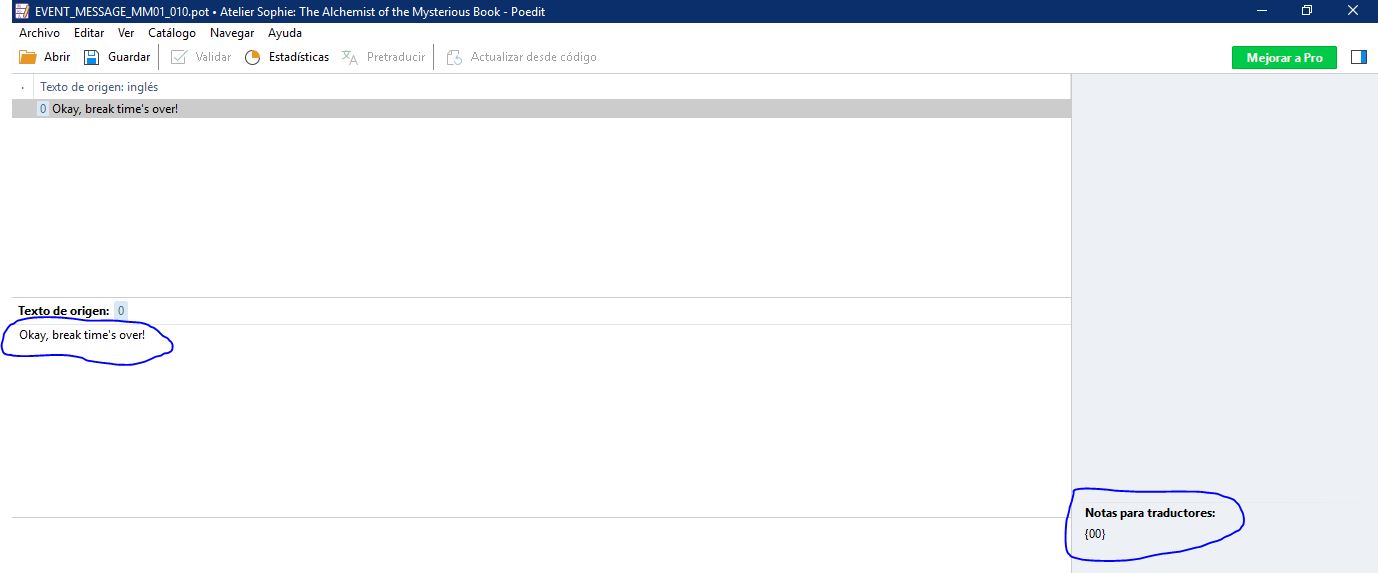 EVENT_MESSAGE_MM01_010.pot • Atelier Sophie: The Alchemist of the Mysterious Book - Poedit
Archivo Editar Ver Catálogo Navegar Ayuda
Abrir Guardar Validar Estadísticas Pretraducir Actualizar desde código Mejorar a Pro
Texto de origen: inglés
0 Okay, break time's over!
Texto de origen: 0
Okay, break time's over!
Notas para traductores:
{00}